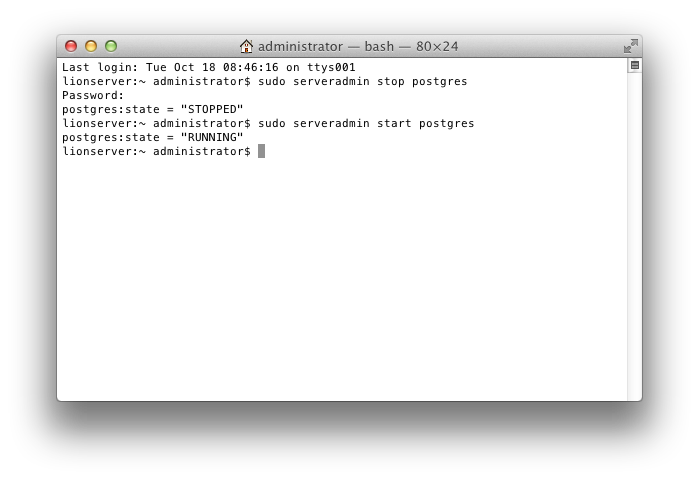 administrator — bash — 80×24
Last login: Tue Oct 18 08:46:16 on ttys001
lionserver:~ administrator$ sudo serveradmin stop postgres
Password:
postgres:state = "STOPPED"
lionserver:~ administrator$ sudo serveradmin start postgres
postgres:state = "RUNNING"
lionserver:~ administrator$